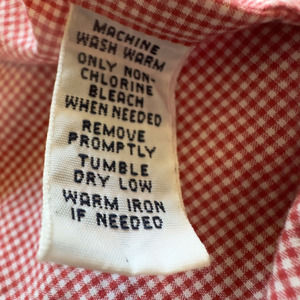 MACHINE
WASH WARM
ONLY NON-
CHLORINE
BLEACH
WHEN NEEDED
REMOVE
PROMPTLY
TUMBLE
DRY LOW
WARM IRON
IF NEEDED